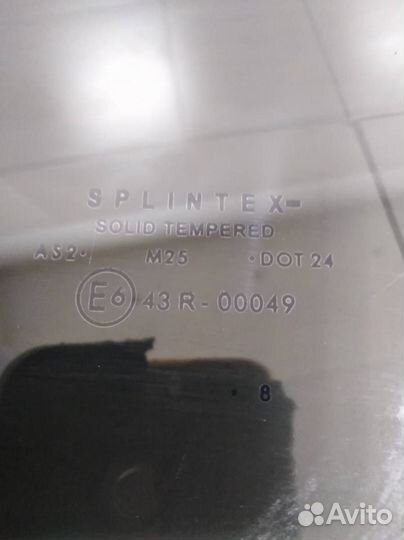 SPLINTEX
SOLID TEMPERED
AS2· M25 ·DOT 24
E6 43 R - 00049
· 8
Avito